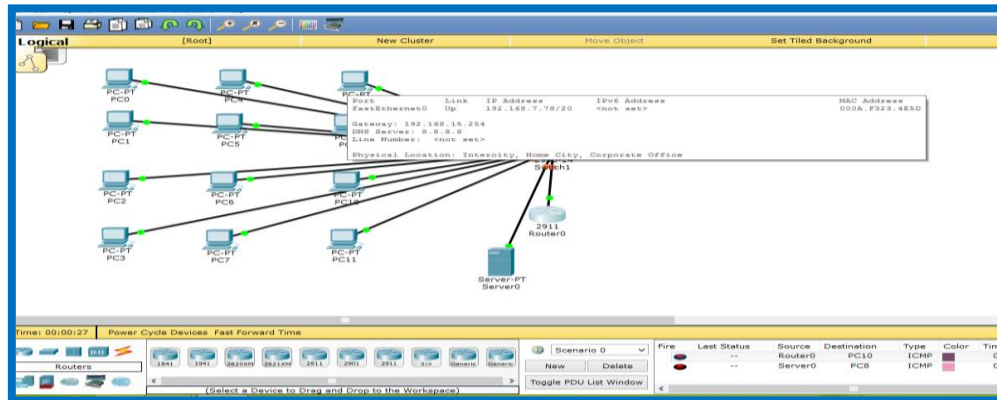 Logical [Root] New Cluster Move Object Set Tiled Background
PC-PT
PC0
PC-PT
PC4
PC-PT
Port Link IP Address IPv6 Address MAC Address
FastEthernet0 Up 192.168.7.78/20 <not set> 000A.F323.4E5D
Gateway: 192.168.15.254
DNS Server: 8.8.8.8
Line Number: <not set>
Physical Location: Intercity, Home City, Corporate Office
PC-PT
PC1
PC-PT
PC5
Switch1
PC-PT
PC2
PC-PT
PC6
PC-PT
PC10
2911
Router0
PC-PT
PC3
PC-PT
PC7
PC-PT
PC11
Server-PT
Server0
Time: 00:00:27 Power Cycle Devices Fast Forward Time
Routers
1841 1941 2620XM 2621XM 2811 2901 2911 Generic Generic
(Select a Device to Drag and Drop to the Workspace)
Scenario 0
New Delete
Toggle PDU List Window
Fire Last Status Source Destination Type Color
-- Router0 PC10 ICMP
-- Server0 PC8 ICMP